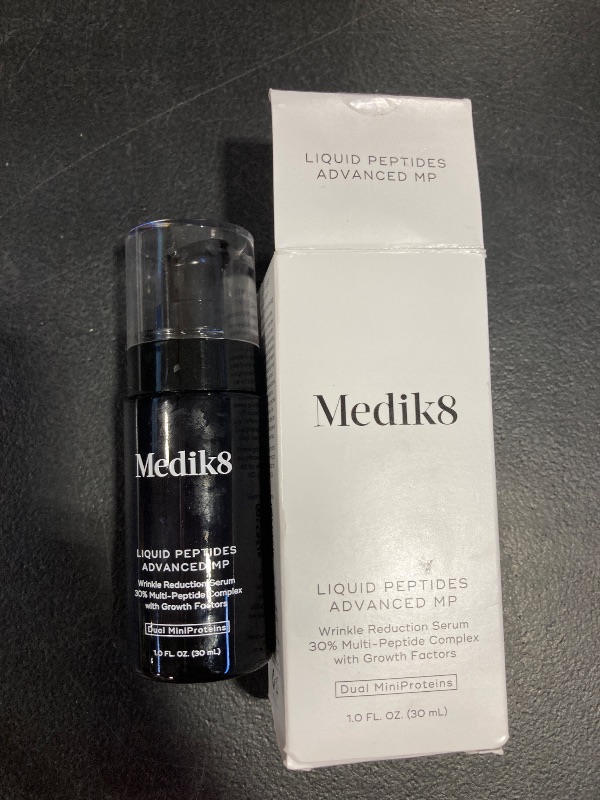 Medik8
LIQUID PEPTIDES
ADVANCED MP
Wrinkle Reduction Serum
30% Multi-Peptide Complex
with Growth Factors
Dual MiniProteins
1.0 FL. OZ. (30 mL)
LIQUID PEPTIDES
ADVANCED MP
Medik8
LIQUID PEPTIDES
ADVANCED MP
Wrinkle Reduction Serum
30% Multi-Peptide Complex
with Growth Factors
Dual MiniProteins
1.0 FL. OZ. (30 mL)